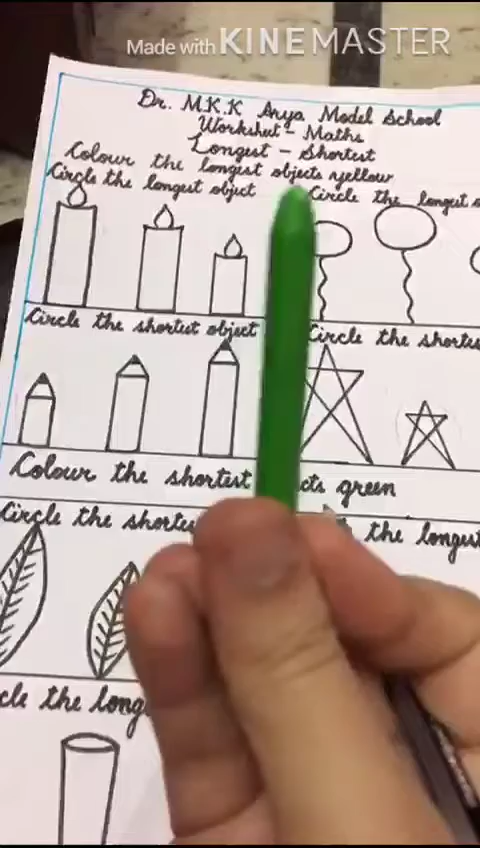 Made with KINEMASTER
Dr. M.K.K Arya Model School
Worksheet - Maths
Longest - Shortest
Colour the longest objects yellow
Circle the longest object
Circle the longest
Circle the shortest object
Circle the
Colour the shortest green
Circle the
the longest
the